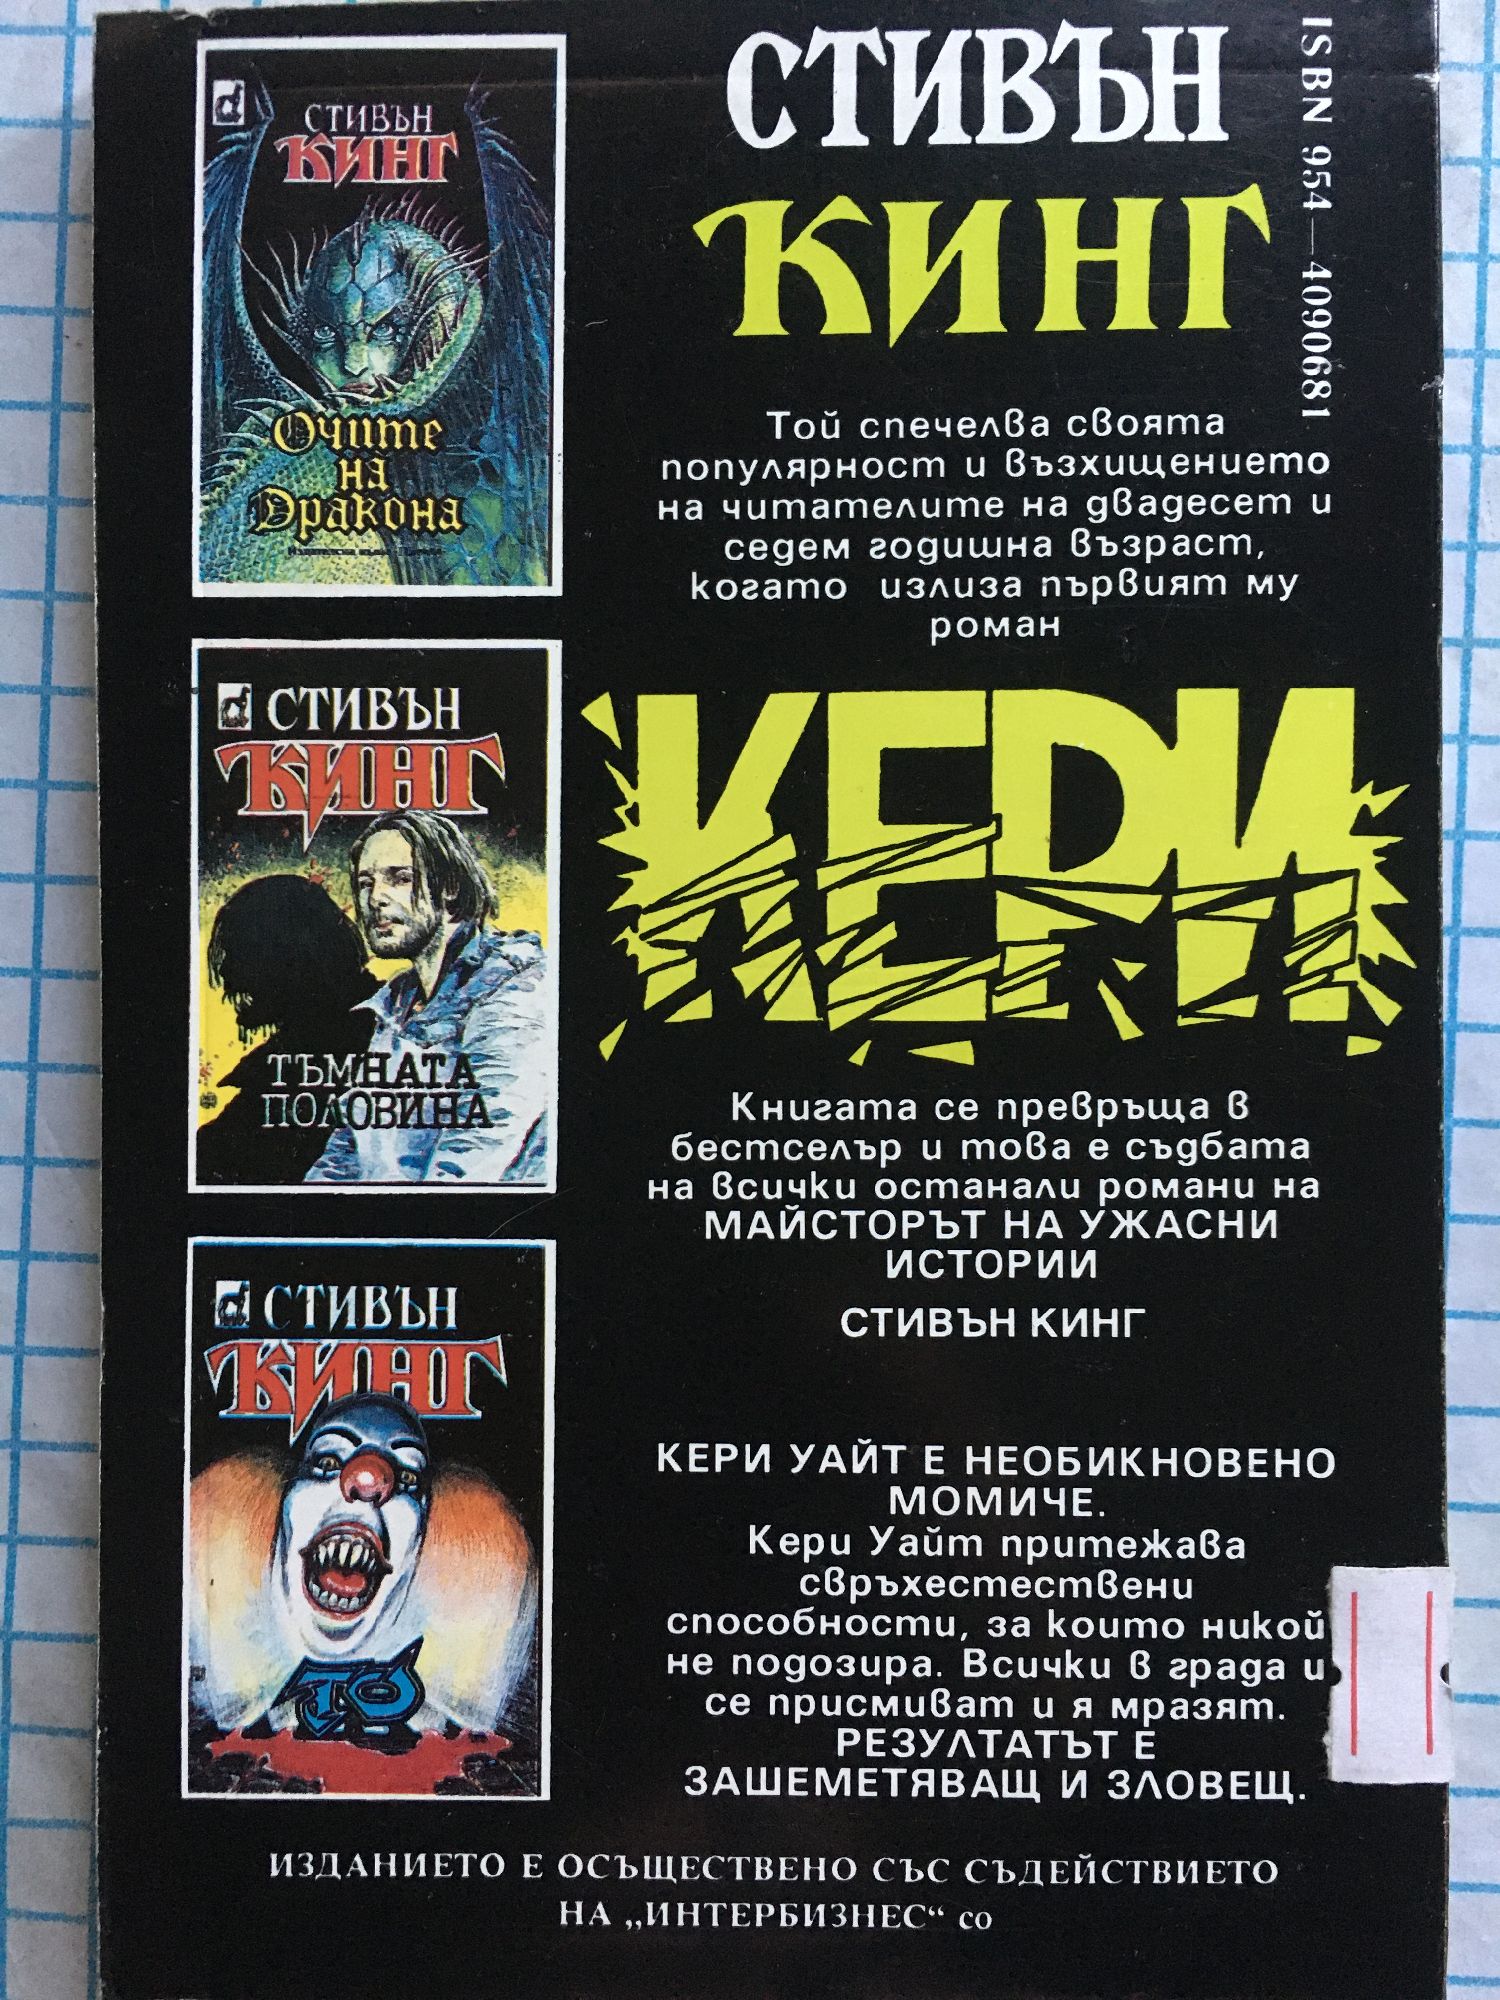 СТИВЪН
КИНГ
ISBN 954—4090681
Той спечелва своята
популярност и възхищението
на читателите на двадесет и
седем годишна възраст,
когато излиза първият му
роман
КЕРИ
Книгата се превръща в
бестселър и това е съдбата
на всички останали романи на
МАЙСТОРЪТ НА УЖАСНИ
ИСТОРИИ
СТИВЪН КИНГ
КЕРИ УАЙТ Е НЕОБИКНОВЕНО
МОМИЧЕ.
Кери Уайт притежава
свръхестествени
способности, за които никой
не подозира. Всички в града и
се присмиват и я мразят.
РЕЗУЛТАТЪТ Е
ЗАШЕМЕТЯВАЩ И ЗЛОВЕЩ.
СТИВЪН
КИНГ
Очите
на
Дракона
СТИВЪН
КИНГ
ТЪМНАТА
ПОЛОВИНА
СТИВЪН
КИНГ
ТО
ИЗДАНИЕТО Е ОСЪЩЕСТВЕНО СЪС СЪДЕЙСТВИЕТО
НА „ИНТЕРБИЗНЕС“ со